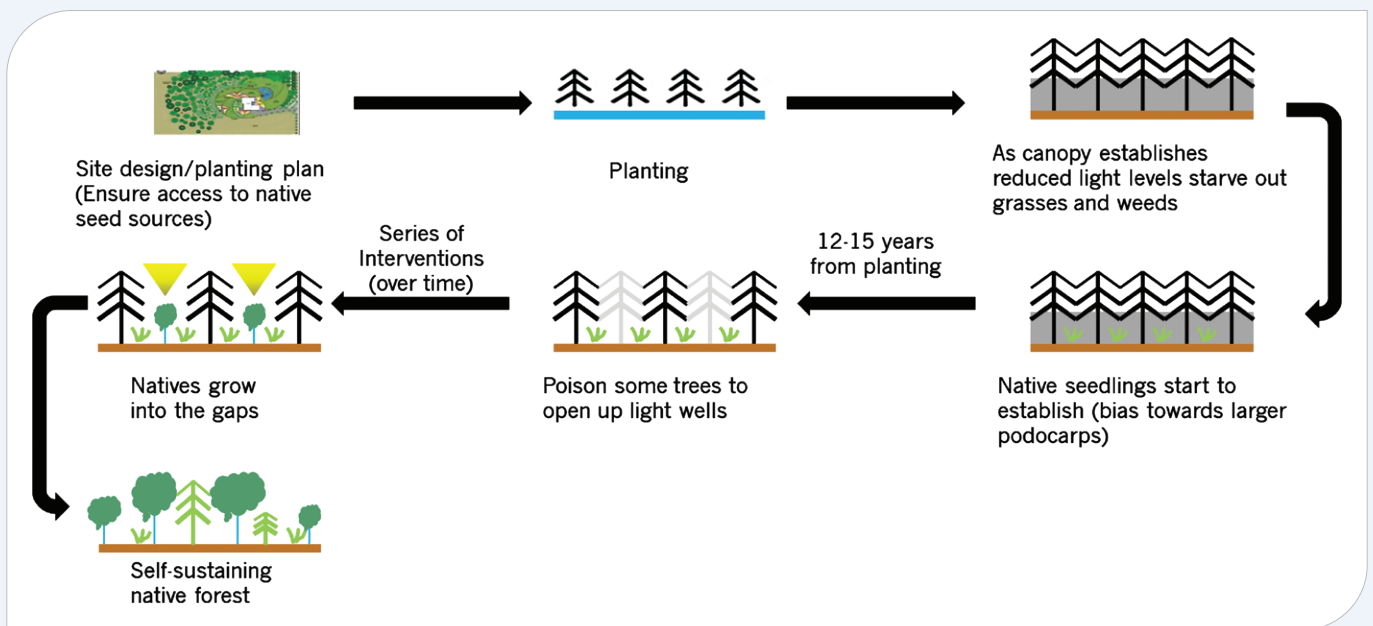 Site design/planting plan
(Ensure access to native
seed sources)
Planting
As canopy establishes
reduced light levels starve out
grasses and weeds
Native seedlings start to
establish (bias towards larger
podocarps)
12-15 years
from planting
Poison some trees to
open up light wells
Series of
Interventions
(over time)
Natives grow
into the gaps
Self-sustaining
native forest